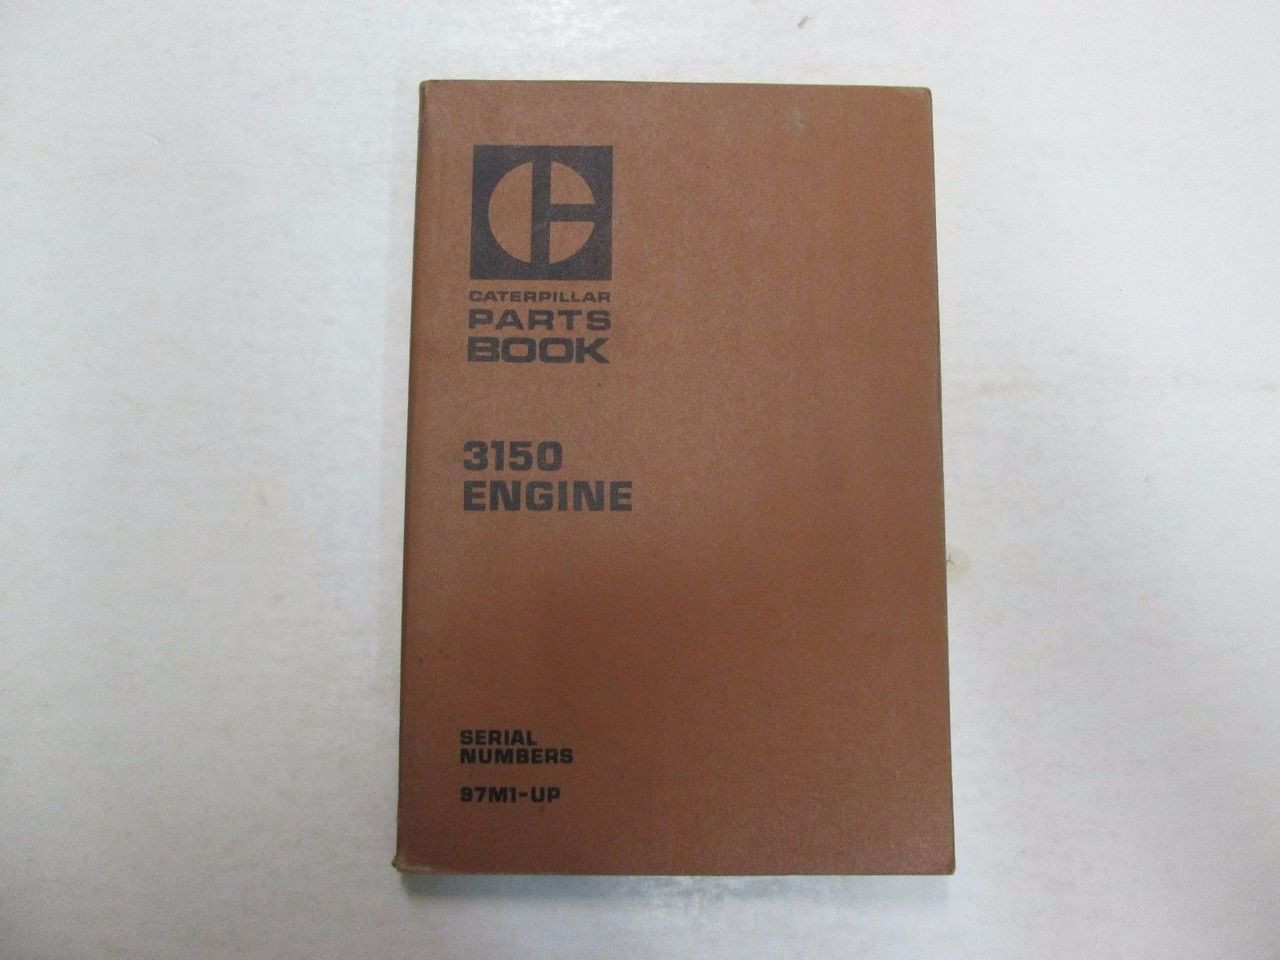 CATERPILLAR
PARTS
BOOK
3150
ENGINE
SERIAL
NUMBERS
97M1-UP